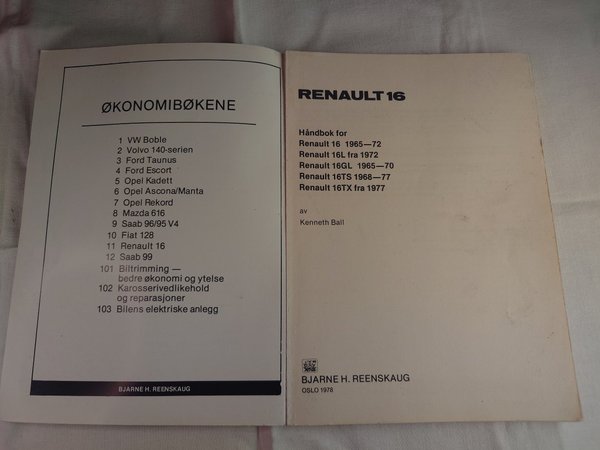 ØKONOMIBØKENE
1 VW Boble
2 Volvo 140-serien
3 Ford Taunus
4 Ford Escort
5 Opel Kadett
6 Opel Ascona/Manta
7 Opel Rekord
8 Mazda 616
9 Saab 96/95 V4
10 Fiat 128
11 Renault 16
12 Saab 99
101 Biltrimming —
bedre økonomi og ytelse
102 Karosserivedlikehold
og reparasjoner
103 Bilens elektriske anlegg
BJARNE H. REENSKAUG
RENAULT 16
Håndbok for
Renault 16 1965—72
Renault 16L fra 1972
Renault 16GL 1965—70
Renault 16TS 1968—77
Renault 16TX fra 1977
av
Kenneth Ball
BJARNE H. REENSKAUG
OSLO 1978